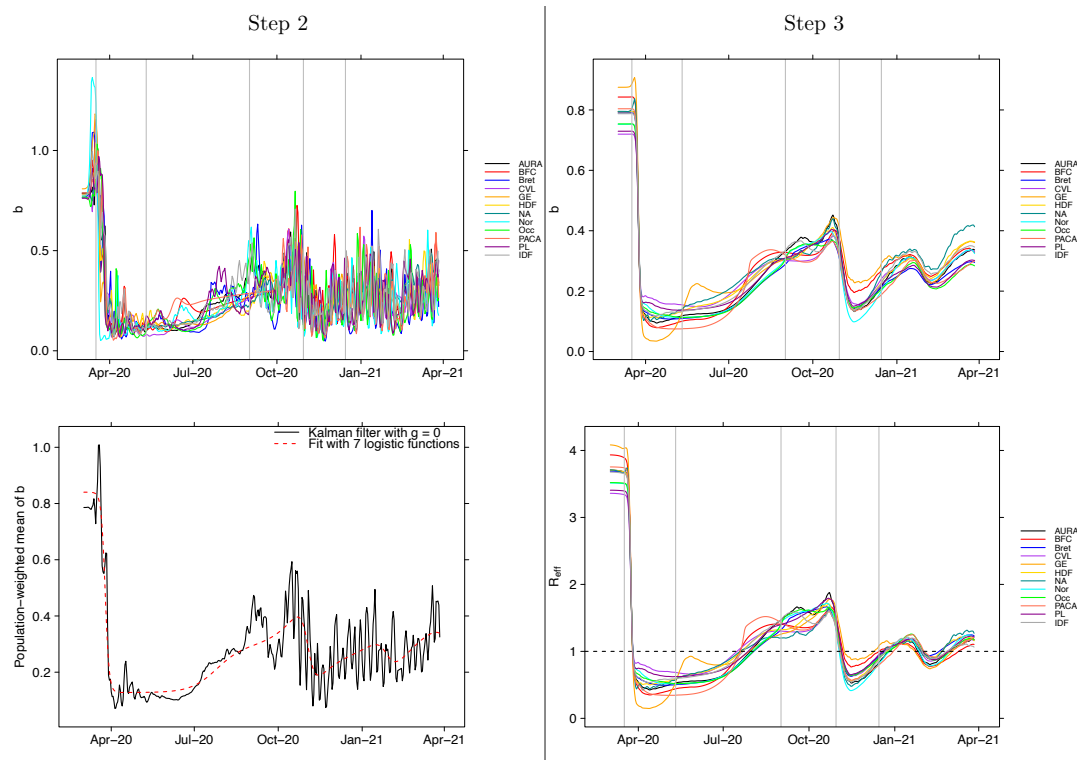 Step 2
Step 3
b
1.0
0.5
0.0
Apr−20
Jul−20
Oct−20
Jan−21
Apr−21
AURA
BFC
Bret
CVL
GE
HDF
NA
Nor
Occ
PACA
PL
IDF
b
0.8
0.6
0.4
0.2
0.0
Apr−20
Jul−20
Oct−20
Jan−21
Apr−21
AURA
BFC
Bret
CVL
GE
HDF
NA
Nor
Occ
PACA
PL
IDF
Population−weighted mean of b
1.0
0.8
0.6
0.4
0.2
Kalman filter with g = 0
Fit with 7 logistic functions
Apr−20
Jul−20
Oct−20
Jan−21
Apr−21
Reff
4
3
2
1
0
Apr−20
Jul−20
Oct−20
Jan−21
Apr−21
AURA
BFC
Bret
CVL
GE
HDF
NA
Nor
Occ
PACA
PL
IDF